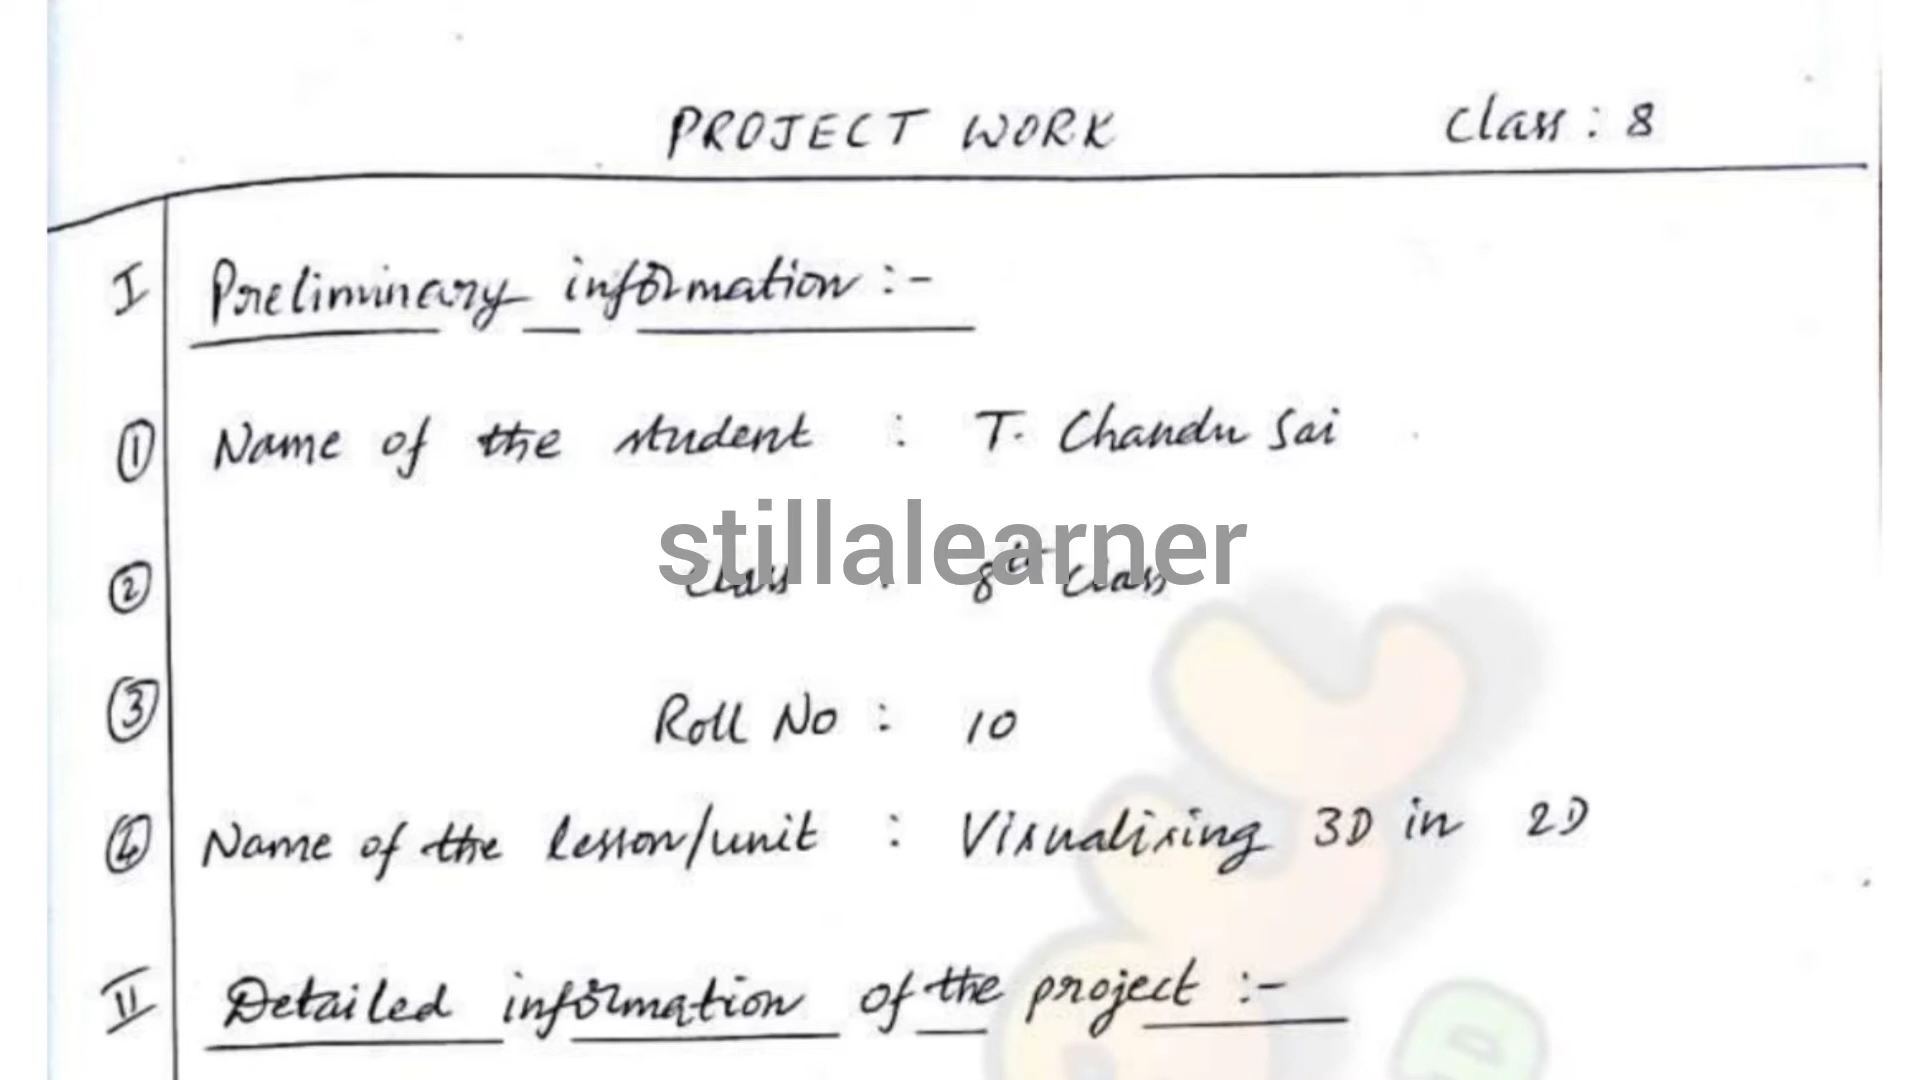 PROJECT WORK Class : 8
I Preliminary information :-
① Name of the student : T. Chandu Sai
stillalearner
② Class : 8th Class
③ Roll No : 10
④ Name of the lesson/unit : Visualising 3D in 2D
II Detailed information of the project :-